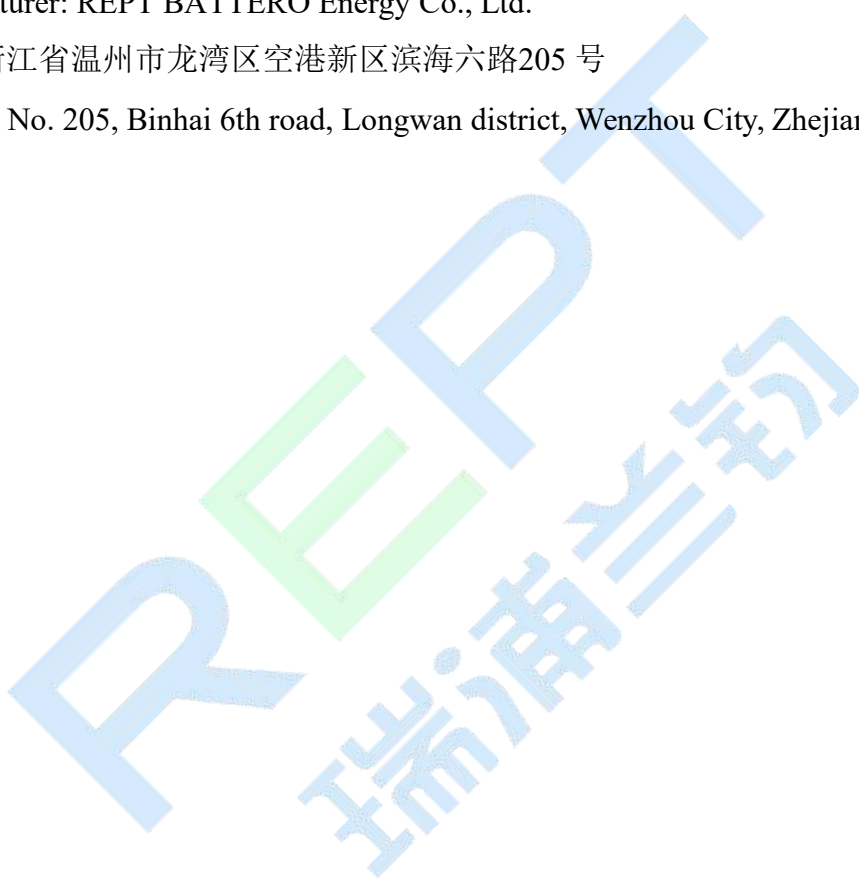 turer: REPT BATTERO Energy Co., Ltd.
浙江省温州市龙湾区空港新区滨海六路205 号
No. 205, Binhai 6th road, Longwan district, Wenzhou City, Zhejian
REPT
瑞浦兰钧